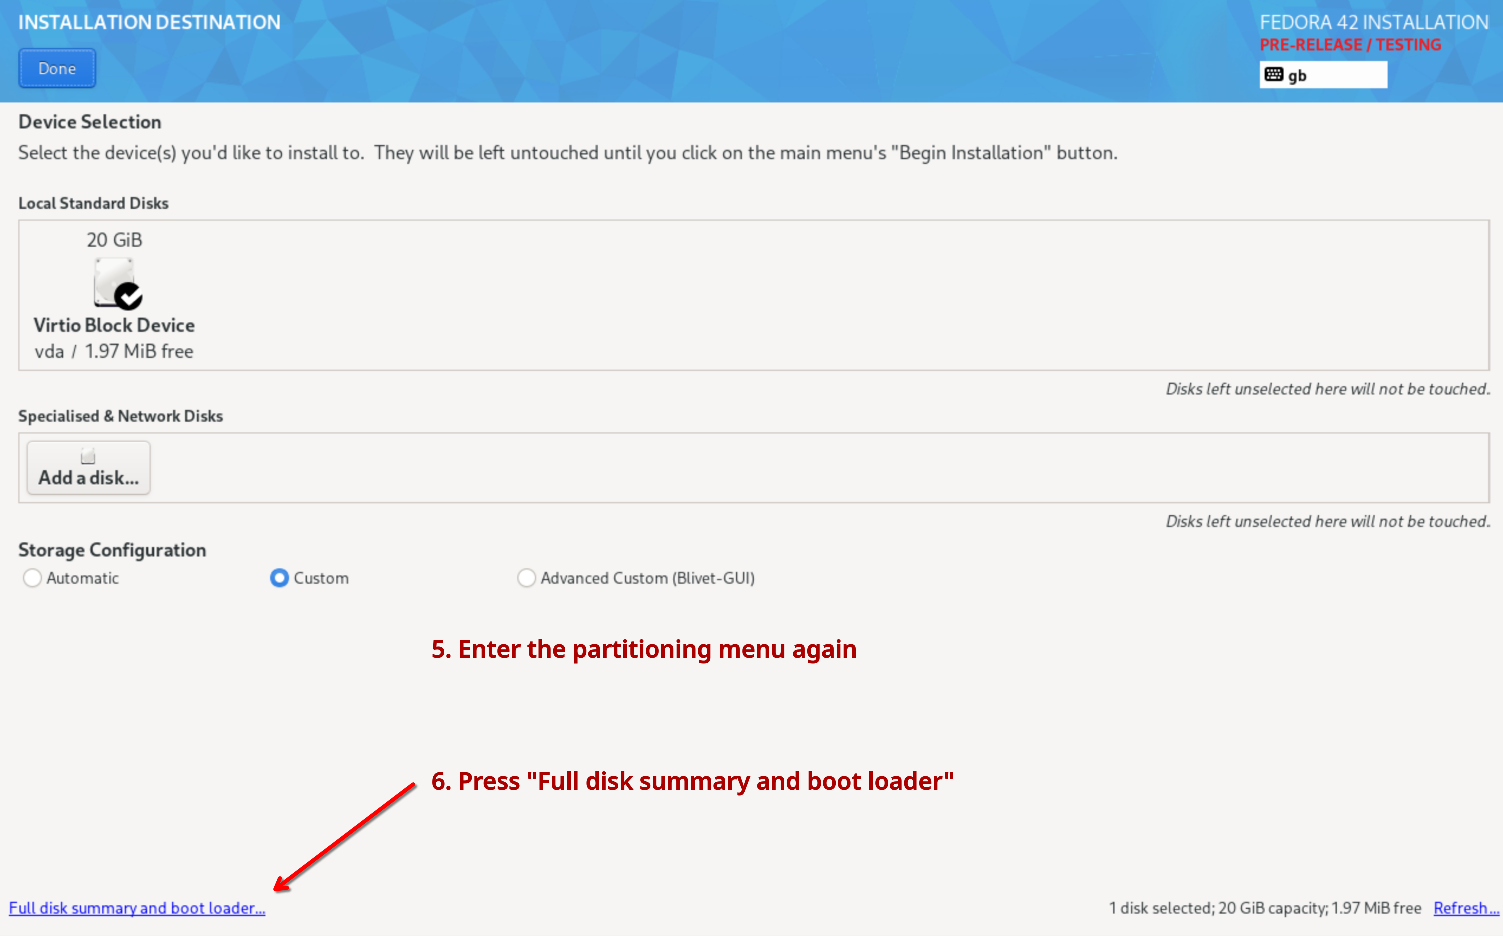 INSTALLATION DESTINATION
FEDORA 42 INSTALLATION
PRE-RELEASE / TESTING
Done
gb
Device Selection
Select the device(s) you'd like to install to.  They will be left untouched until you click on the main menu's "Begin Installation" button.
Local Standard Disks
20 GiB
Virtio Block Device
vda / 1.97 MiB free
Disks left unselected here will not be touched.
Specialised & Network Disks
Add a disk...
Disks left unselected here will not be touched.
Storage Configuration
Automatic
Custom
Advanced Custom (Blivet-GUI)
5. Enter the partitioning menu again
6. Press "Full disk summary and boot loader"
Full disk summary and boot loader...
1 disk selected; 20 GiB capacity; 1.97 MiB free
Refresh...